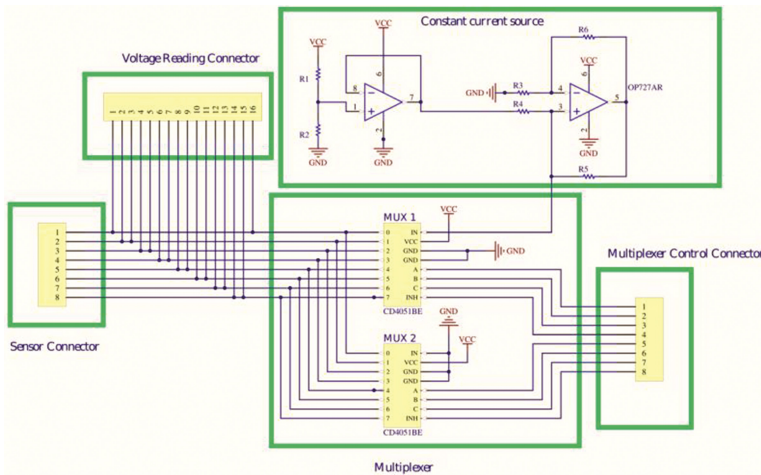 Constant current source
VCC
VCC
R1
R2
GND
GND
8
1
6
7
2
R6
VCC
GND
R3
R4
4
3
6
5
2
OP727AR
GND
R5
Voltage Reading Connector
1 2 3 4 5 6 7 8 9 10 11 12 13 14 15 16
Sensor Connector
1
2
3
4
5
6
7
8
MUX 1
0 IN
1 VCC
2 GND
3 GND
4 A
5 B
6 C
7 INH
CD4051BE
VCC
GND
MUX 2
0 IN
1 VCC
2 GND
3 GND
4 A
5 B
6 C
7 INH
CD4051BE
GND
VCC
Multiplexer
Multiplexer Control Connector
1
2
3
4
5
6
7
8